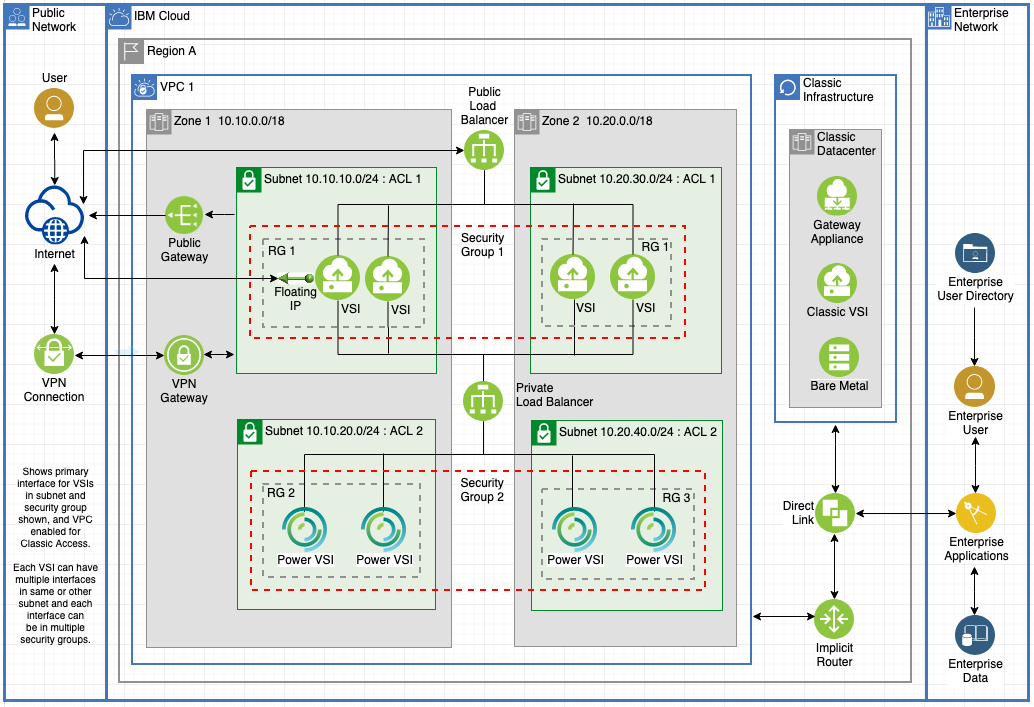 Public
Network
IBM Cloud
Enterprise
Network
Region A
User
VPC 1
Public
Load
Balancer
Classic
Infrastructure
Zone 1  10.10.0.0/18
Zone 2  10.20.0.0/18
Classic
Datacenter
Subnet 10.10.10.0/24 : ACL 1
Subnet 10.20.30.0/24 : ACL 1
Gateway
Appliance
Internet
Public
Gateway
Security
Group 1
RG 1
RG 1
Floating
IP
VSI
VSI
VSI
VSI
Classic VSI
Enterprise
User Directory
VPN
Connection
VPN
Gateway
Private
Load Balancer
Bare Metal
Enterprise
User
Subnet 10.10.20.0/24 : ACL 2
Subnet 10.20.40.0/24 : ACL 2
Shows primary
interface for VSIs
in subnet and
security group
shown, and VPC
enabled for
Classic Access.
Each VSI can have
multiple interfaces
in same or other
subnet and each
interface can
be in multiple
security groups.
Security
Group 2
RG 2
RG 3
Power VSI
Power VSI
Power VSI
Power VSI
Direct
Link
Enterprise
Applications
Implicit
Router
Enterprise
Data